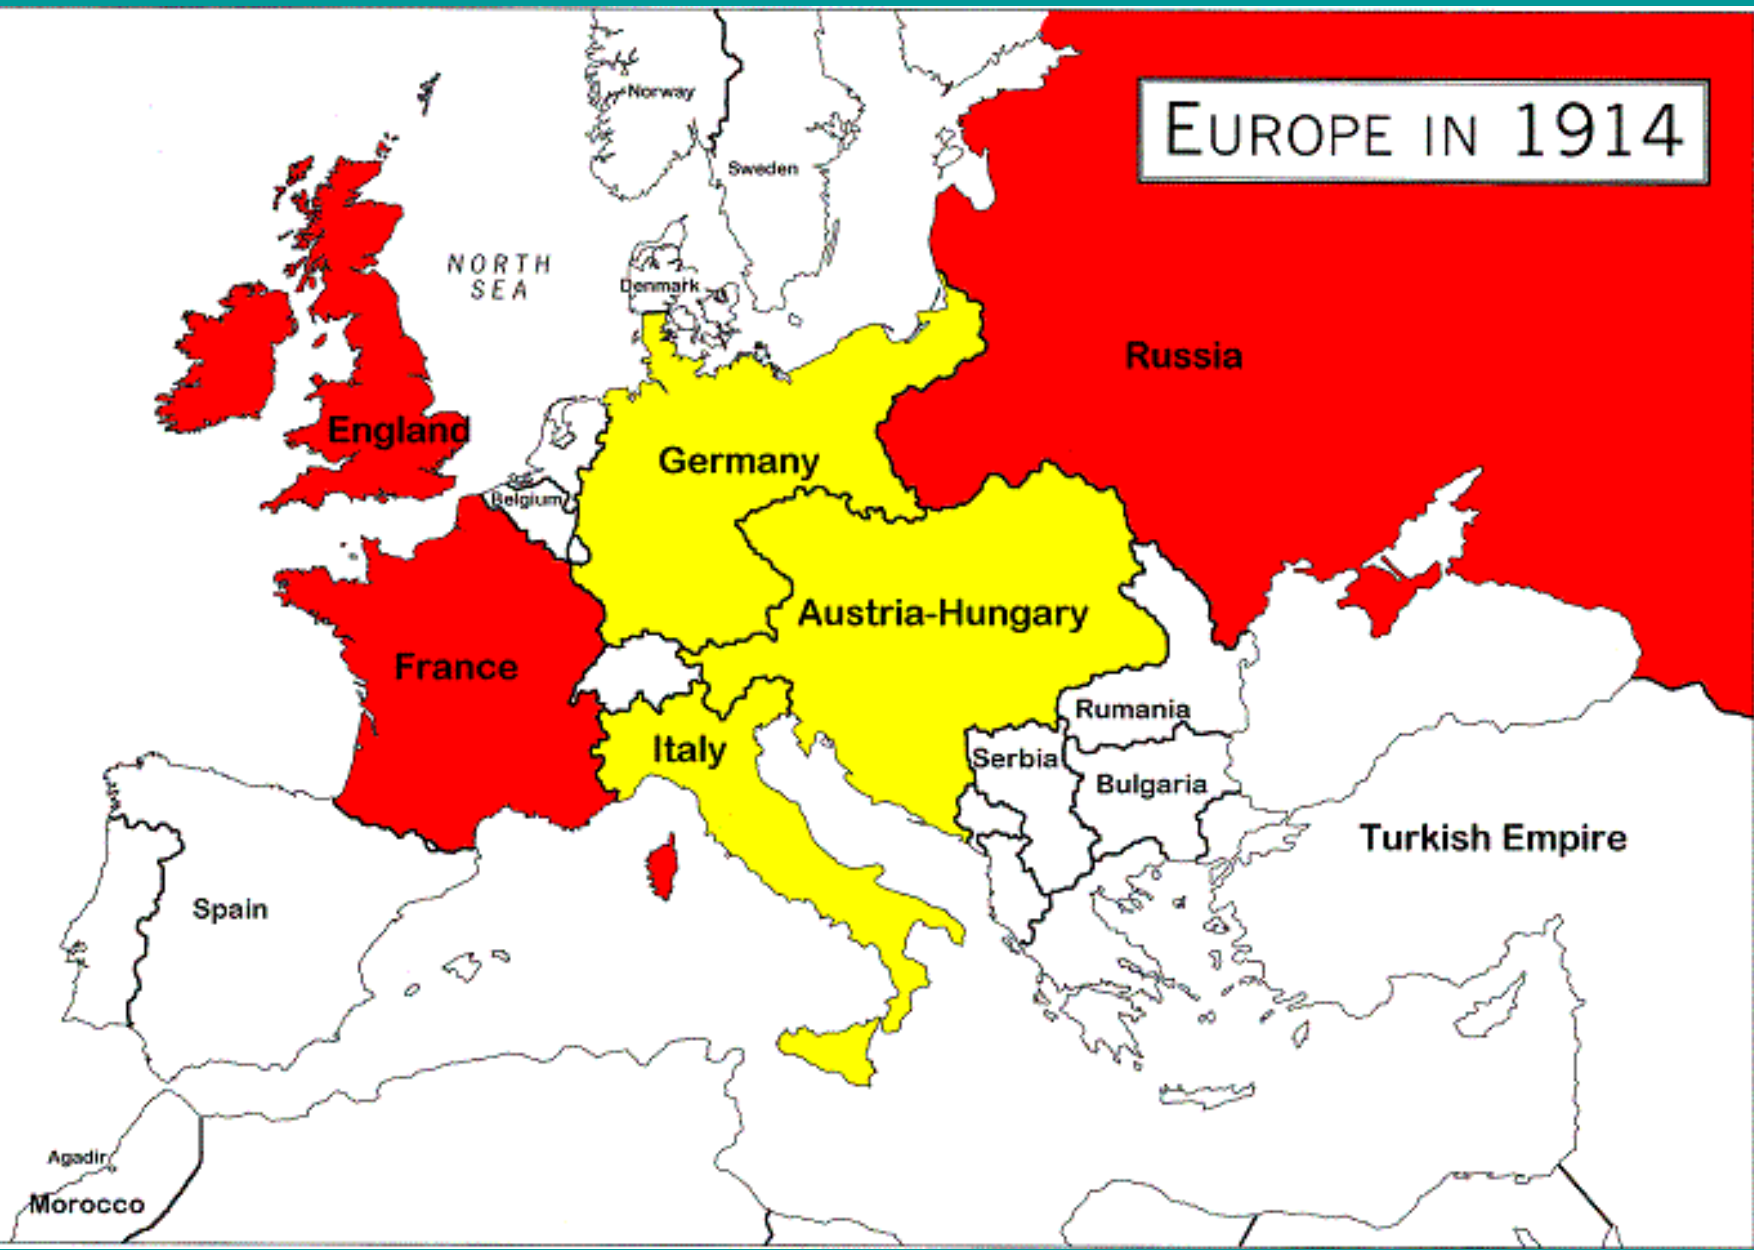 EUROPE IN 1914
Norway
Sweden
NORTH
SEA
Denmark
Russia
England
Germany
Belgium
Austria-Hungary
France
Rumania
Italy
Serbia
Bulgaria
Turkish Empire
Spain
Agadir
Morocco